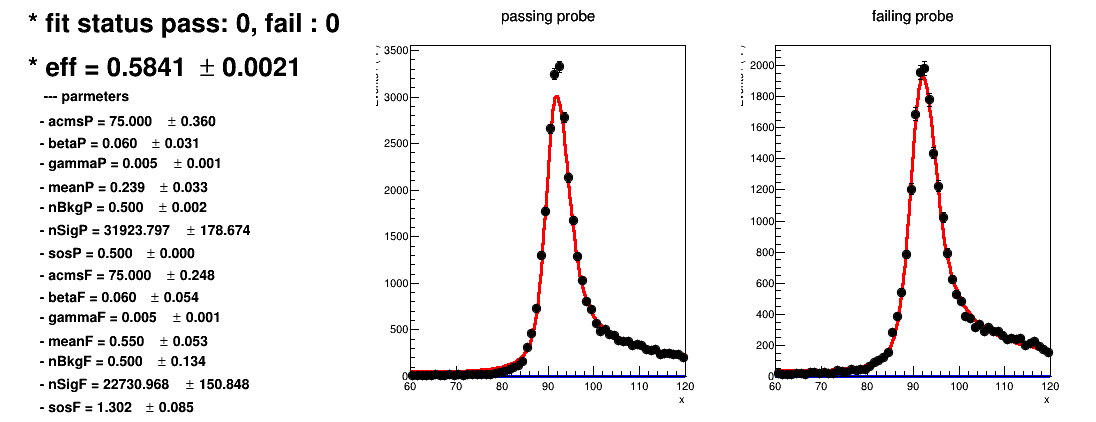 * fit status pass: 0, fail : 0
* eff = 0.5841 ± 0.0021
--- parmeters
- acmsP = 75.000 ± 0.360
- betaP = 0.060 ± 0.031
- gammaP = 0.005 ± 0.001
- meanP = 0.239 ± 0.033
- nBkgP = 0.500 ± 0.002
- nSigP = 31923.797 ± 178.674
- sosP = 0.500 ± 0.000
- acmsF = 75.000 ± 0.248
- betaF = 0.060 ± 0.054
- gammaF = 0.005 ± 0.001
- meanF = 0.550 ± 0.053
- nBkgF = 0.500 ± 0.134
- nSigF = 22730.968 ± 150.848
- sosF = 1.302 ± 0.085
passing probe
3500
3000
2500
2000
1500
1000
500
0
60 70 80 90 100 110 120
x
failing probe
2000
1800
1600
1400
1200
1000
800
600
400
200
0
60 70 80 90 100 110 120
x